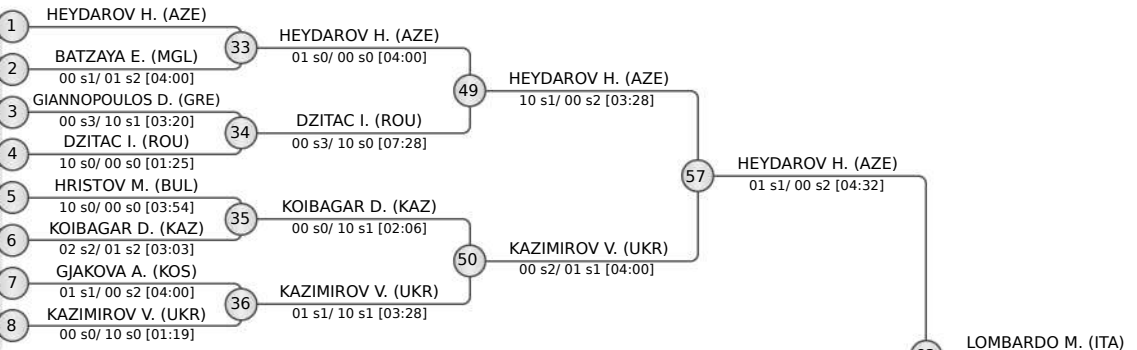 HEYDAROV H. (AZE)
1
33
HEYDAROV H. (AZE)
01 s0/ 00 s0 [04:00]
BATZAYA E. (MGL)
2
00 s1/ 01 s2 [04:00]
49
HEYDAROV H. (AZE)
10 s1/ 00 s2 [03:28]
GIANNOPOULOS D. (GRE)
3
00 s3/ 10 s1 [03:20]
34
DZITAC I. (ROU)
00 s3/ 10 s0 [07:28]
DZITAC I. (ROU)
4
10 s0/ 00 s0 [01:25]
57
HEYDAROV H. (AZE)
01 s1/ 00 s2 [04:32]
HRISTOV M. (BUL)
5
10 s0/ 00 s0 [03:54]
35
KOIBAGAR D. (KAZ)
00 s0/ 10 s1 [02:06]
KOIBAGAR D. (KAZ)
6
02 s2/ 01 s2 [03:03]
50
KAZIMIROV V. (UKR)
00 s2/ 01 s1 [04:00]
GJAKOVA A. (KOS)
7
01 s1/ 00 s2 [04:00]
36
KAZIMIROV V. (UKR)
01 s1/ 10 s1 [03:28]
KAZIMIROV V. (UKR)
8
00 s0/ 10 s0 [01:19]
LOMBARDO M. (ITA)